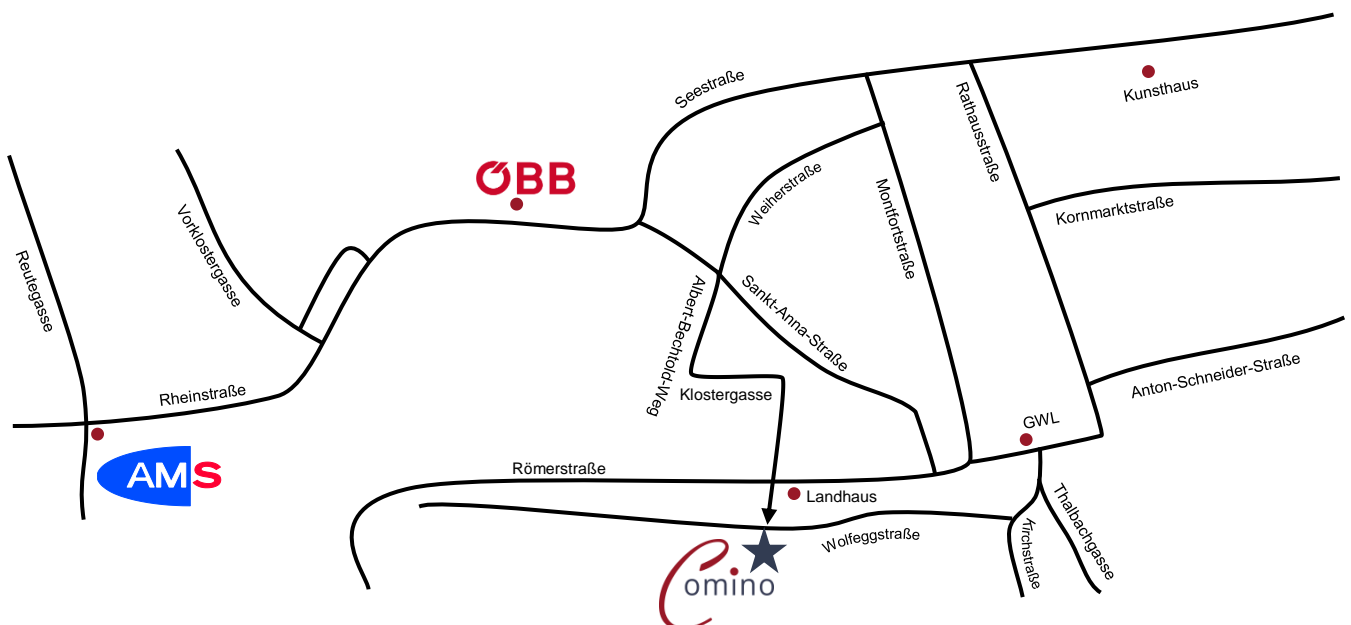 Seestraße
Rathausstraße
Kunsthaus
ÖBB
Weiherstraße
Montfortstraße
Kornmarktstraße
Vorklostergasse
Reutegasse
Albert-Bechtold-Weg
Sankt-Anna-Straße
Klostergasse
Anton-Schneider-Straße
Rheinstraße
GWL
AMS
Römerstraße
Landhaus
Wolfeggstraße
Kirchstraße
Thalbachgasse
Comino